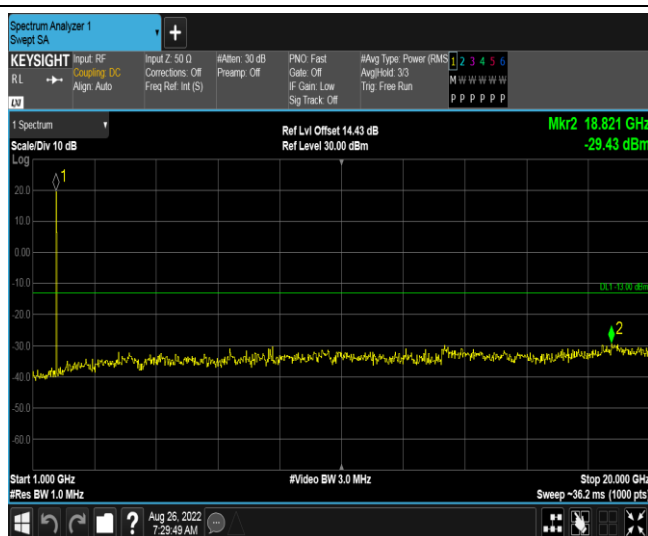 Spectrum Analyzer 1
Swept SA
+
KEYSIGHT Input: RF Input Z: 50 Ω #Atten: 30 dB PNO: Fast #Avg Type: Power (RMS 1 2 3 4 5 6
RL Coupling: DC Corrections: Off Preamp: Off Gate: Off Avg|Hold: 3/3 M W W W W W
Align: Auto Freq Ref: Int (S) IF Gain: Low Trig: Free Run
Sig Track: Off P P P P P P
LXI
1 Spectrum Ref Lvl Offset 14.43 dB Mkr2 18.821 GHz
Scale/Div 10 dB Ref Level 30.00 dBm -29.43 dBm
Log
1
20.0
10.0
0.00
-10.0
DL1 -13.00 dBm
-20.0
2
-30.0
-40.0
-50.0
-60.0
Start 1.000 GHz #Video BW 3.0 MHz Stop 20.000 GHz
#Res BW 1.0 MHz Sweep ~36.2 ms (1000 pts)
? Aug 26, 2022
7:29:49 AM